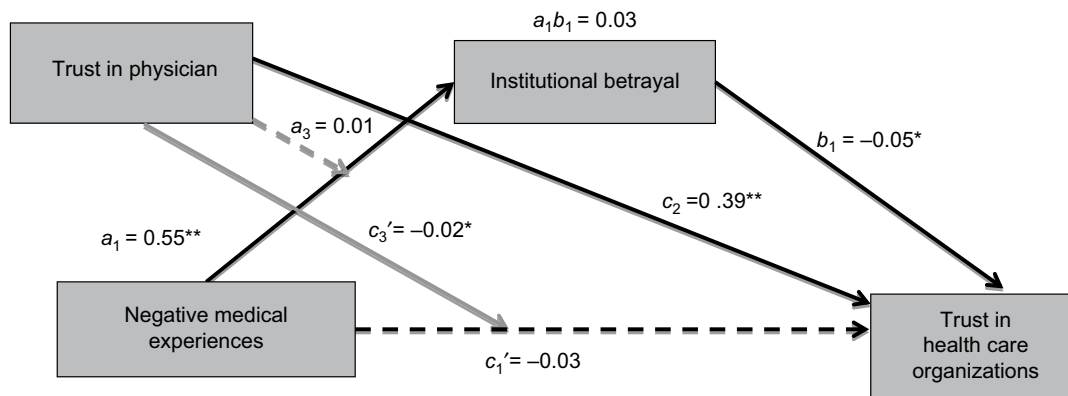 a₁b₁ = 0.03
Trust in physician
Institutional betrayal
a₃ = 0.01
b₁ = –0.05*
c₂ =0 .39**
a₁ = 0.55**
c₃′= –0.02*
Negative medical
experiences
Trust in
health care
organizations
c₁′= –0.03